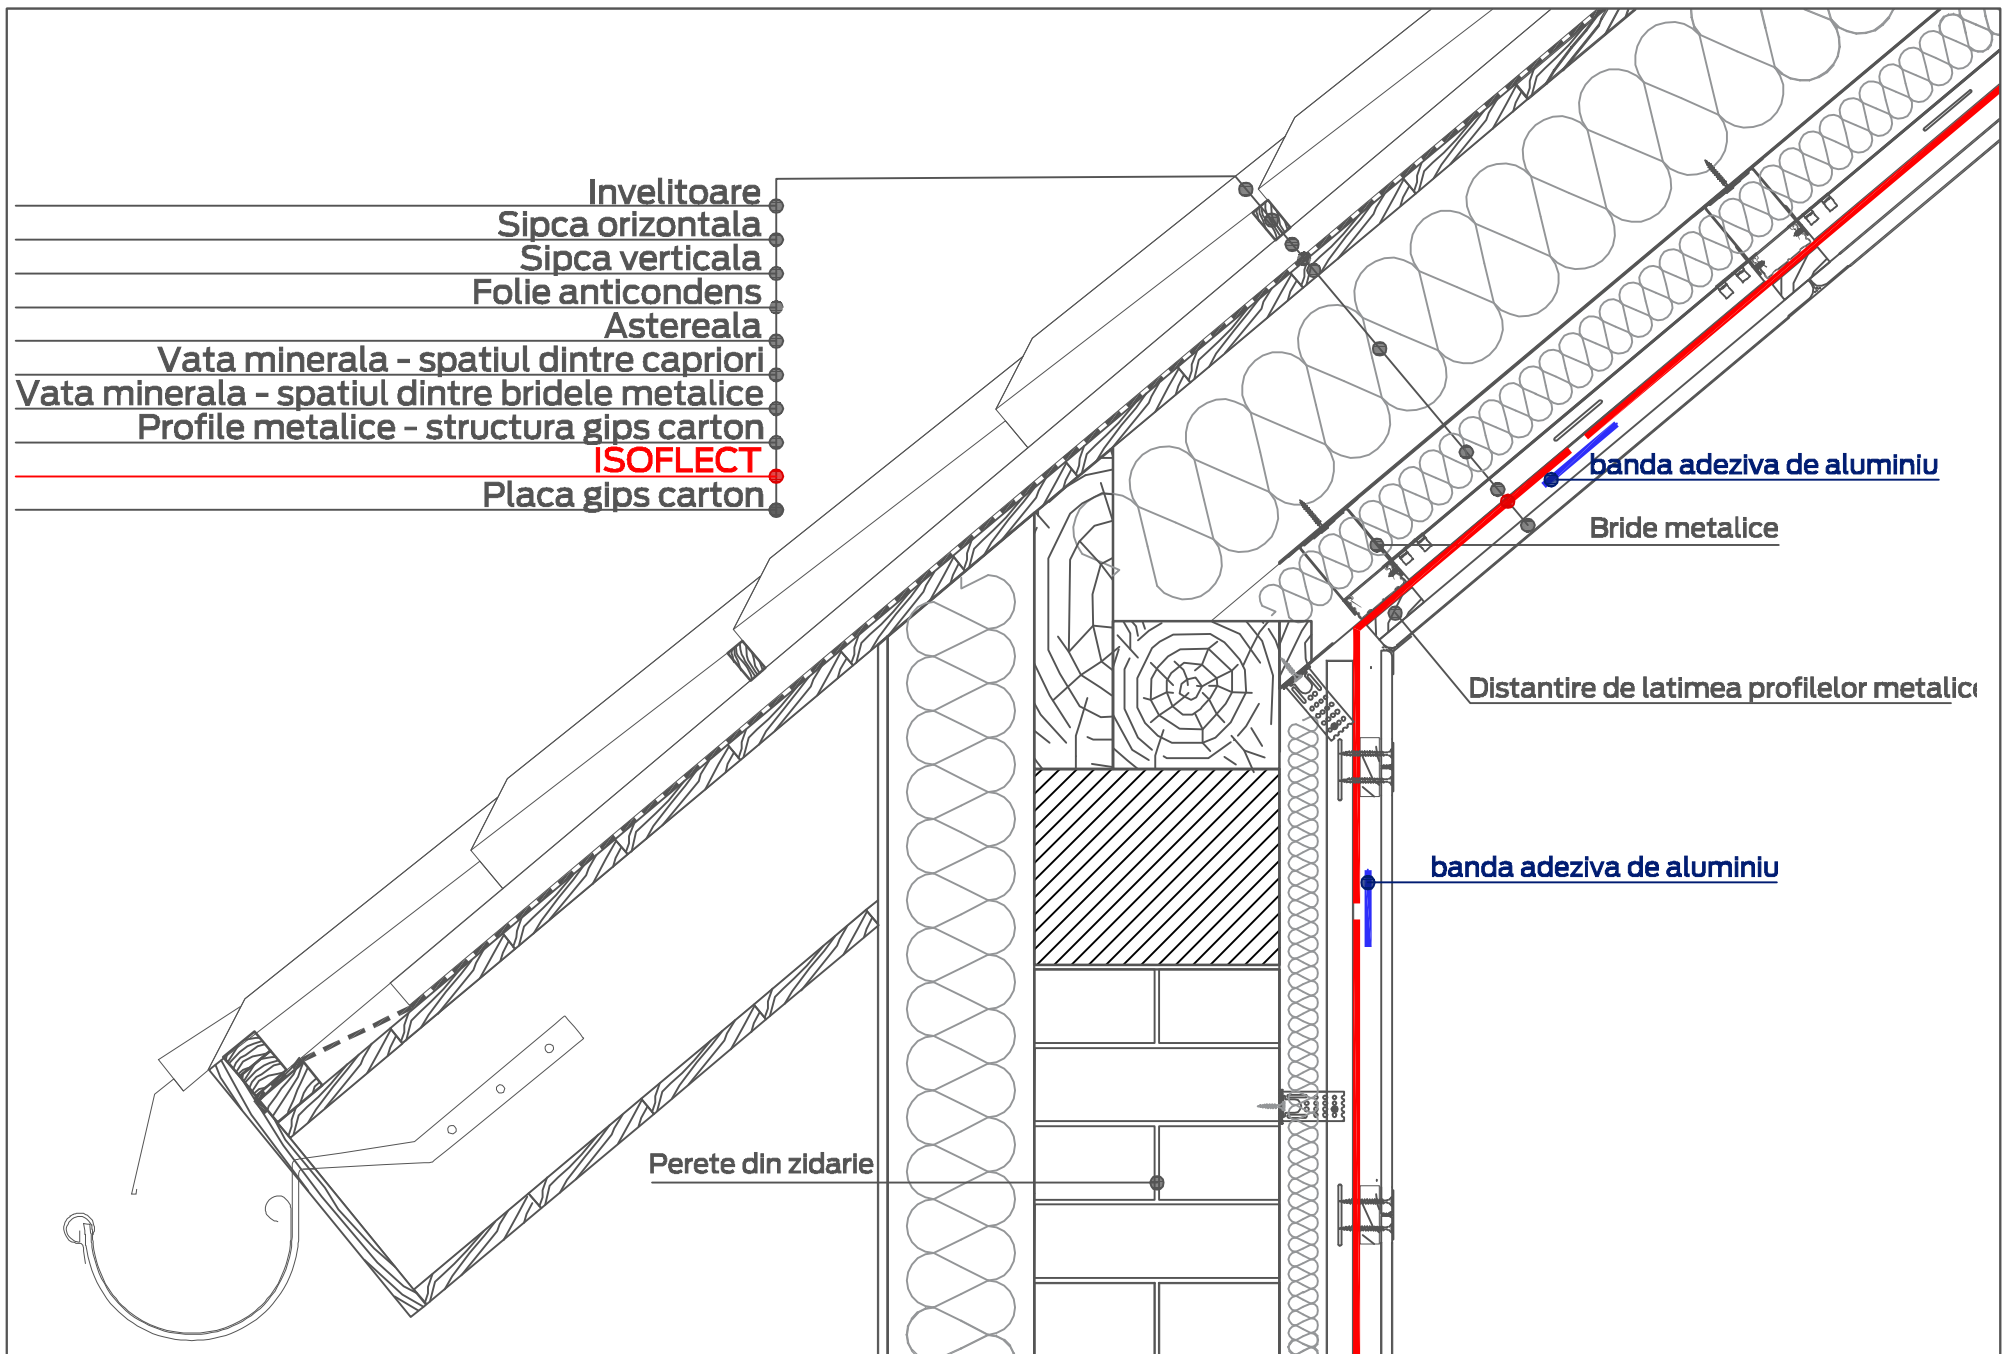 Invelitoare
Sipca orizontala
Sipca verticala
Folie anticondens
Astereala
Vata minerala - spatiul dintre capriori
Vata minerala - spatiul dintre bridele metalice
Profile metalice - structura gips carton
ISOFLECT
Placa gips carton
banda adeziva de aluminiu
Bride metalice
Distantire de latimea profilelor metalice
banda adeziva de aluminiu
Perete din zidarie